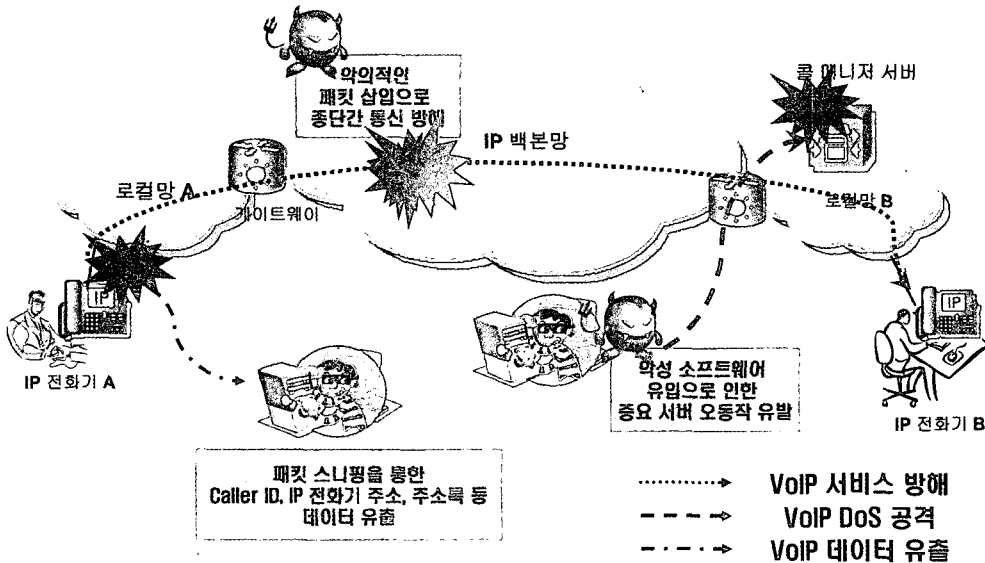 악의적인
패킷 삽입으로
종단간 통신 방해
콜 매니저 서버
IP 백본망
로컬망 A
게이트웨이
로컬망 B
IP
IP 전화기 A
IP
IP 전화기 B
악성 소프트웨어
유입으로 인한
중요 서버 오동작 유발
패킷 스니핑을 통한
Caller ID, IP 전화기 주소, 주소록 등
데이터 유출
VoIP 서비스 방해
VoIP DoS 공격
VoIP 데이터 유출